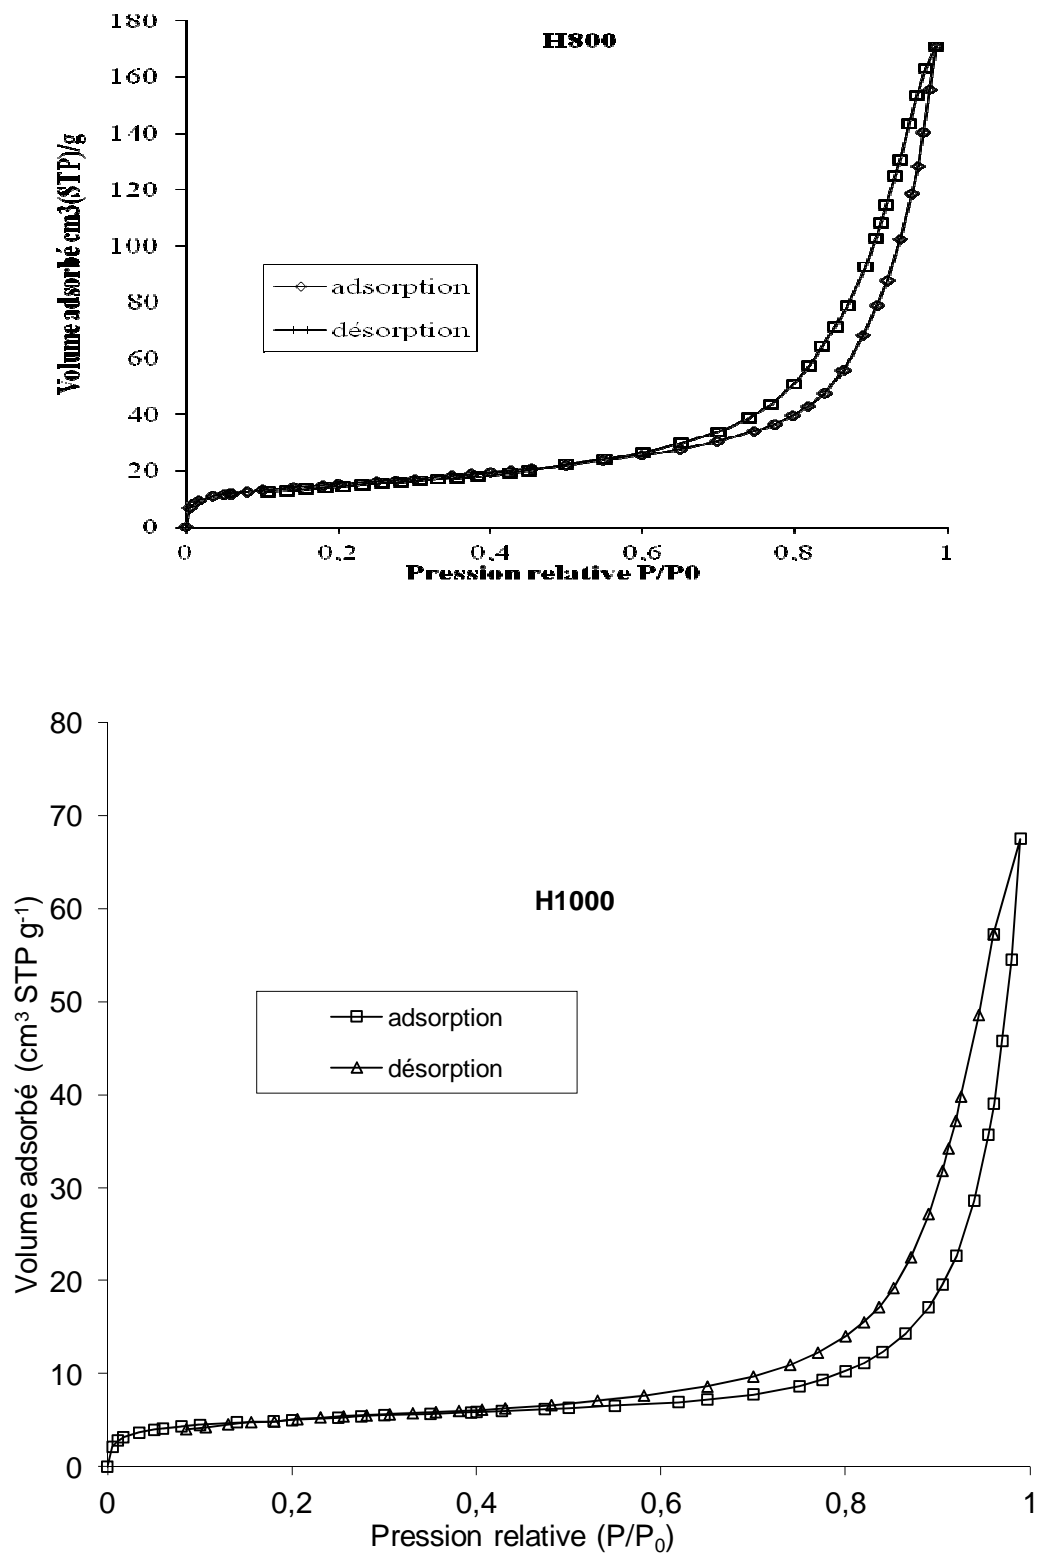 180
H800
160
140
120
100
80
60
40
20
0
Volume adsorbé cm3(STP)/g
adsorption
désorption
0 0,2 0,4 0,6 0,8 1
Pression relative P/P0
80
70
60
50
40
30
20
10
0
Volume adsorbé (cm³ STP g⁻¹)
H1000
adsorption
désorption
0 0,2 0,4 0,6 0,8 1
Pression relative (P/P₀)